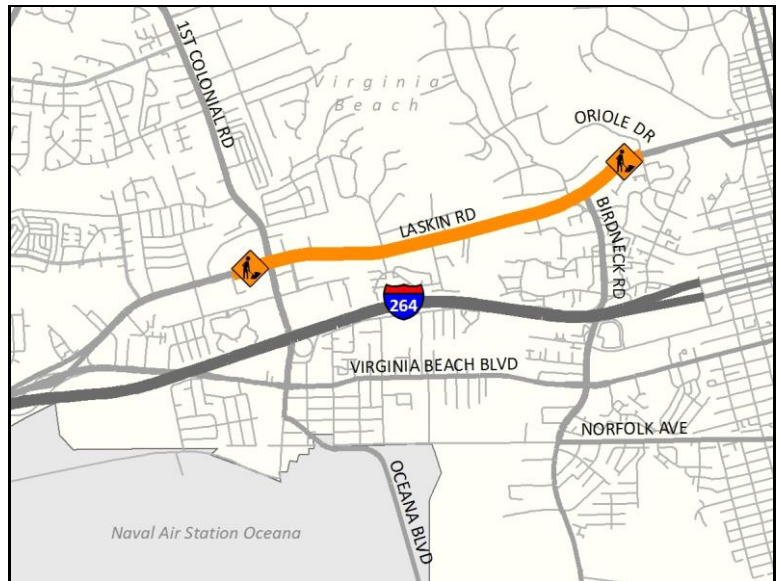 1ST COLONIAL RD
Virginia
Beach
ORIOLE DR
LASKIN RD
BIRDNECK RD
264
VIRGINIA BEACH BLVD
NORFOLK AVE
OCEANA BLVD
Naval Air Station Oceana